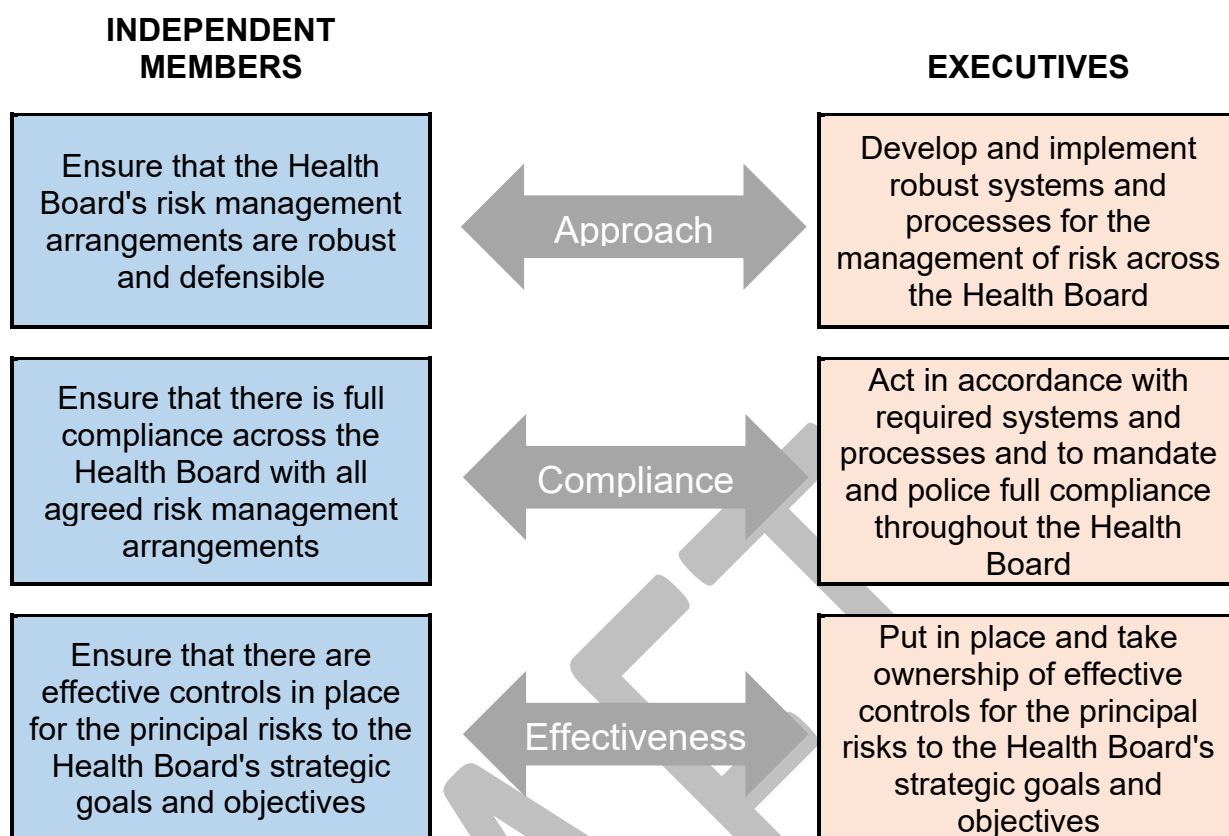 INDEPENDENT
MEMBERS
EXECUTIVES
Ensure that the Health
Board's risk management
arrangements are robust
and defensible
Approach
Develop and implement
robust systems and
processes for the
management of risk across
the Health Board
Ensure that there is full
compliance across the
Health Board with all
agreed risk management
arrangements
Compliance
Act in accordance with
required systems and
processes and to mandate
and police full compliance
throughout the Health
Board
Ensure that there are
effective controls in place
for the principal risks to the
Health Board's strategic
goals and objectives
Effectiveness
Put in place and take
ownership of effective
controls for the principal
risks to the Health Board's
strategic goals and
objectives